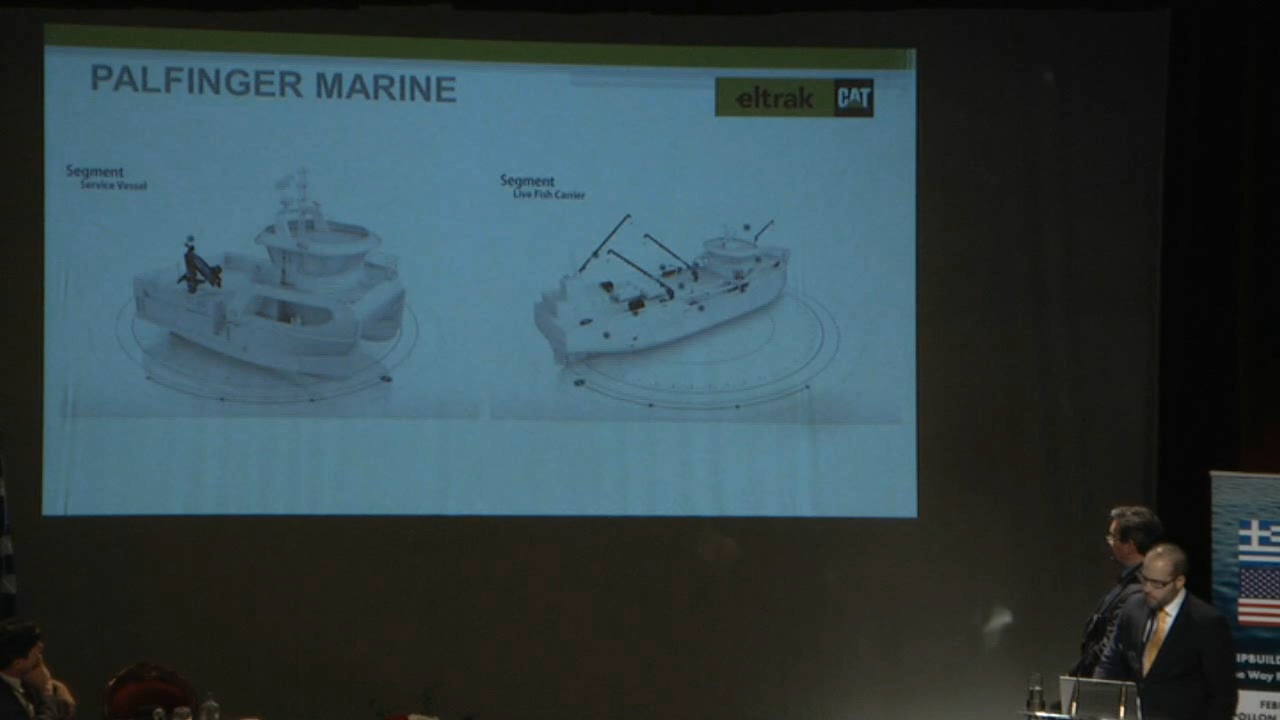 PALFINGER MARINE
eltrak CAT
Segment
Service Vessel
Segment
Live Fish Carrier